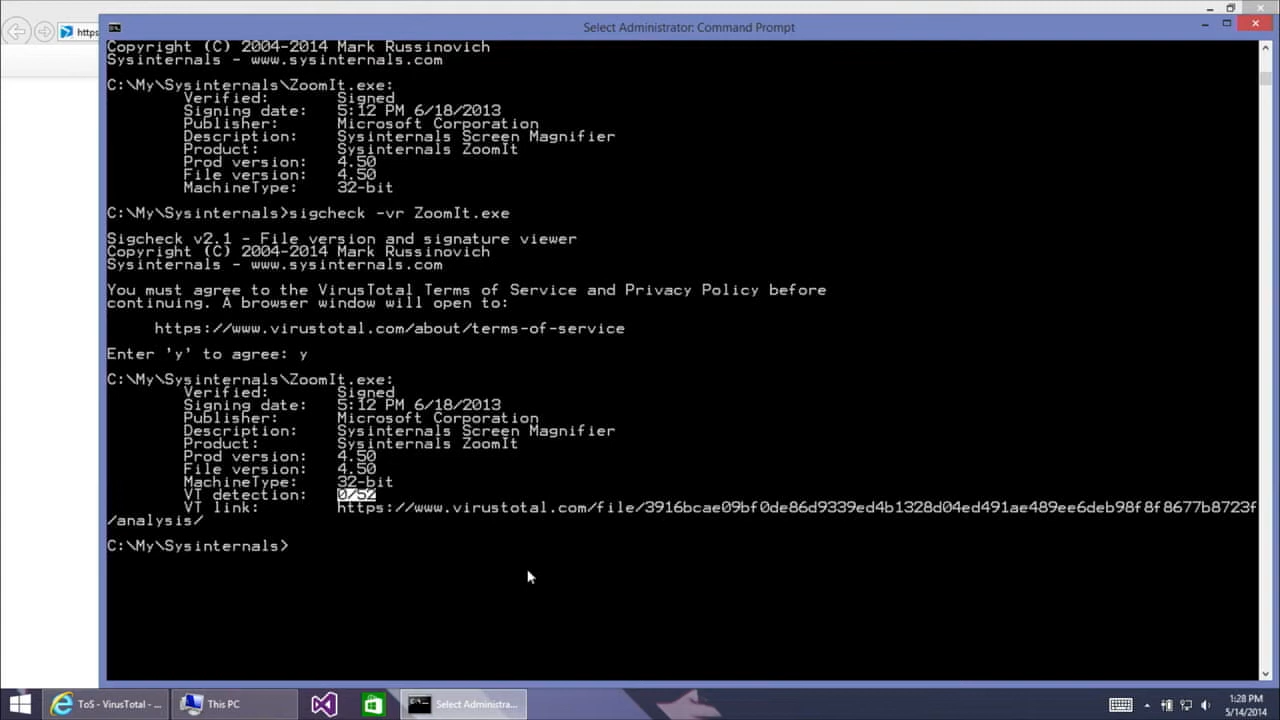 Select Administrator: Command Prompt
https
Copyright (C) 2004-2014 Mark Russinovich
Sysinternals - www.sysinternals.com
C:\My\Sysinternals\ZoomIt.exe:
Verified: Signed
Signing date: 5:12 PM 6/18/2013
Publisher: Microsoft Corporation
Description: Sysinternals Screen Magnifier
Product: Sysinternals ZoomIt
Prod version: 4.50
File version: 4.50
MachineType: 32-bit
C:\My\Sysinternals>sigcheck -vr ZoomIt.exe
Sigcheck v2.1 - File version and signature viewer
Copyright (C) 2004-2014 Mark Russinovich
Sysinternals - www.sysinternals.com
You must agree to the VirusTotal Terms of Service and Privacy Policy before
continuing. A browser window will open to:
https://www.virustotal.com/about/terms-of-service
Enter 'y' to agree: y
C:\My\Sysinternals\ZoomIt.exe:
Verified: Signed
Signing date: 5:12 PM 6/18/2013
Publisher: Microsoft Corporation
Description: Sysinternals Screen Magnifier
Product: Sysinternals ZoomIt
Prod version: 4.50
File version: 4.50
MachineType: 32-bit
VT detection: 0/52
VT link: https://www.virustotal.com/file/3916bcae09bf0de86d9339ed4b1328d04ed491ae489ee6deb98f8f8677b8723f
/analysis/
C:\My\Sysinternals>
ToS - VirusTotal - ...
This PC
Select Administra...
1:28 PM
5/14/2014